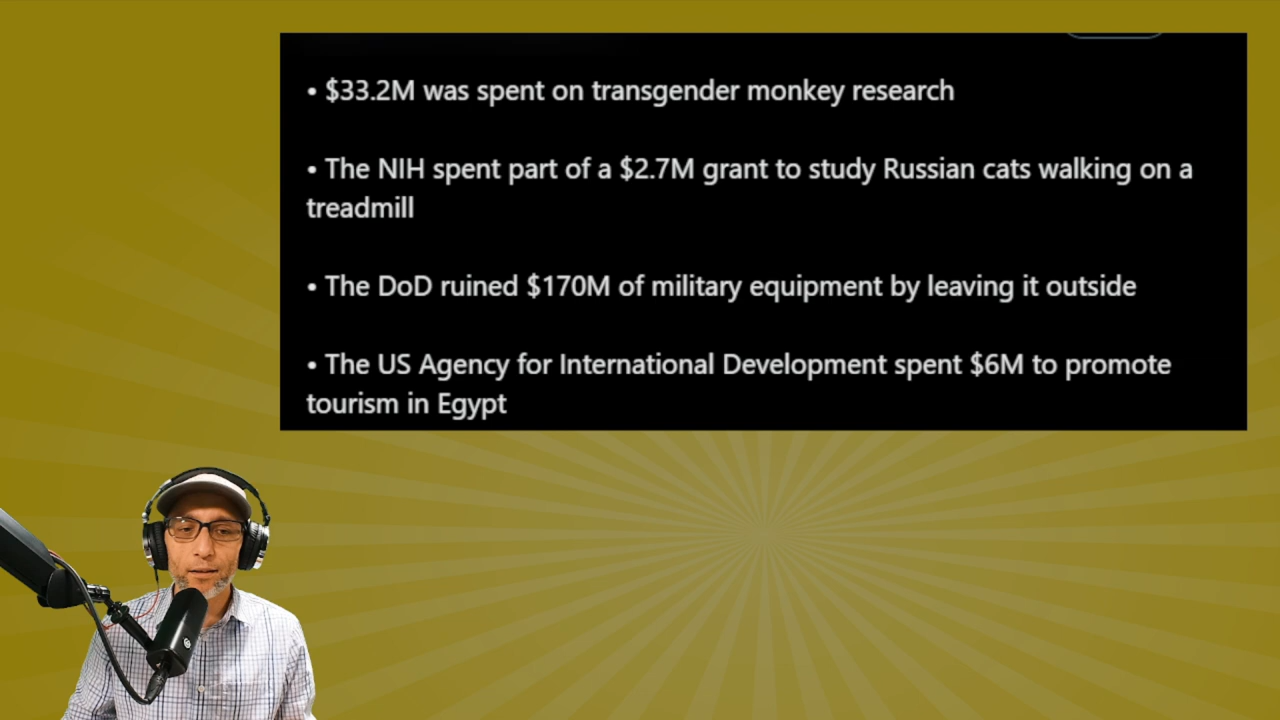 • $33.2M was spent on transgender monkey research
• The NIH spent part of a $2.7M grant to study Russian cats walking on a
treadmill
• The DoD ruined $170M of military equipment by leaving it outside
• The US Agency for International Development spent $6M to promote
tourism in Egypt